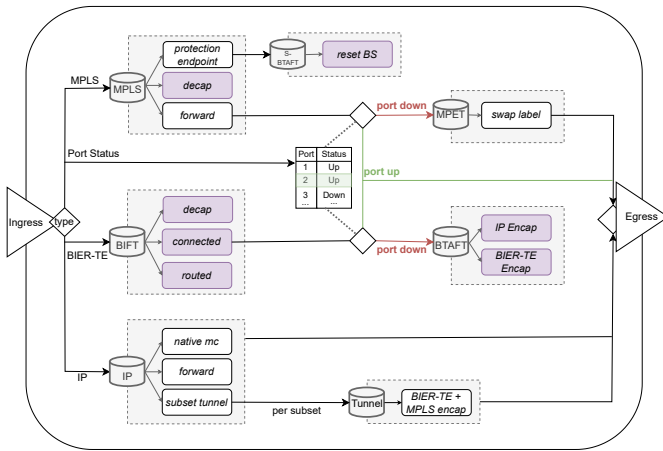 protection
endpoint
S-
BTAFT
reset BS
MPLS
MPLS
decap
forward
port down
MPET
swap label
Port Status
Port Status
1 Up
2 Up
3 Down
... ...
port up
Ingress
type
Egress
BIER-TE
BIFT
decap
connected
routed
port down
BTAFT
IP Encap
BIER-TE
Encap
IP
IP
native mc
forward
subset tunnel
per subset
Tunnel
BIER-TE +
MPLS encap